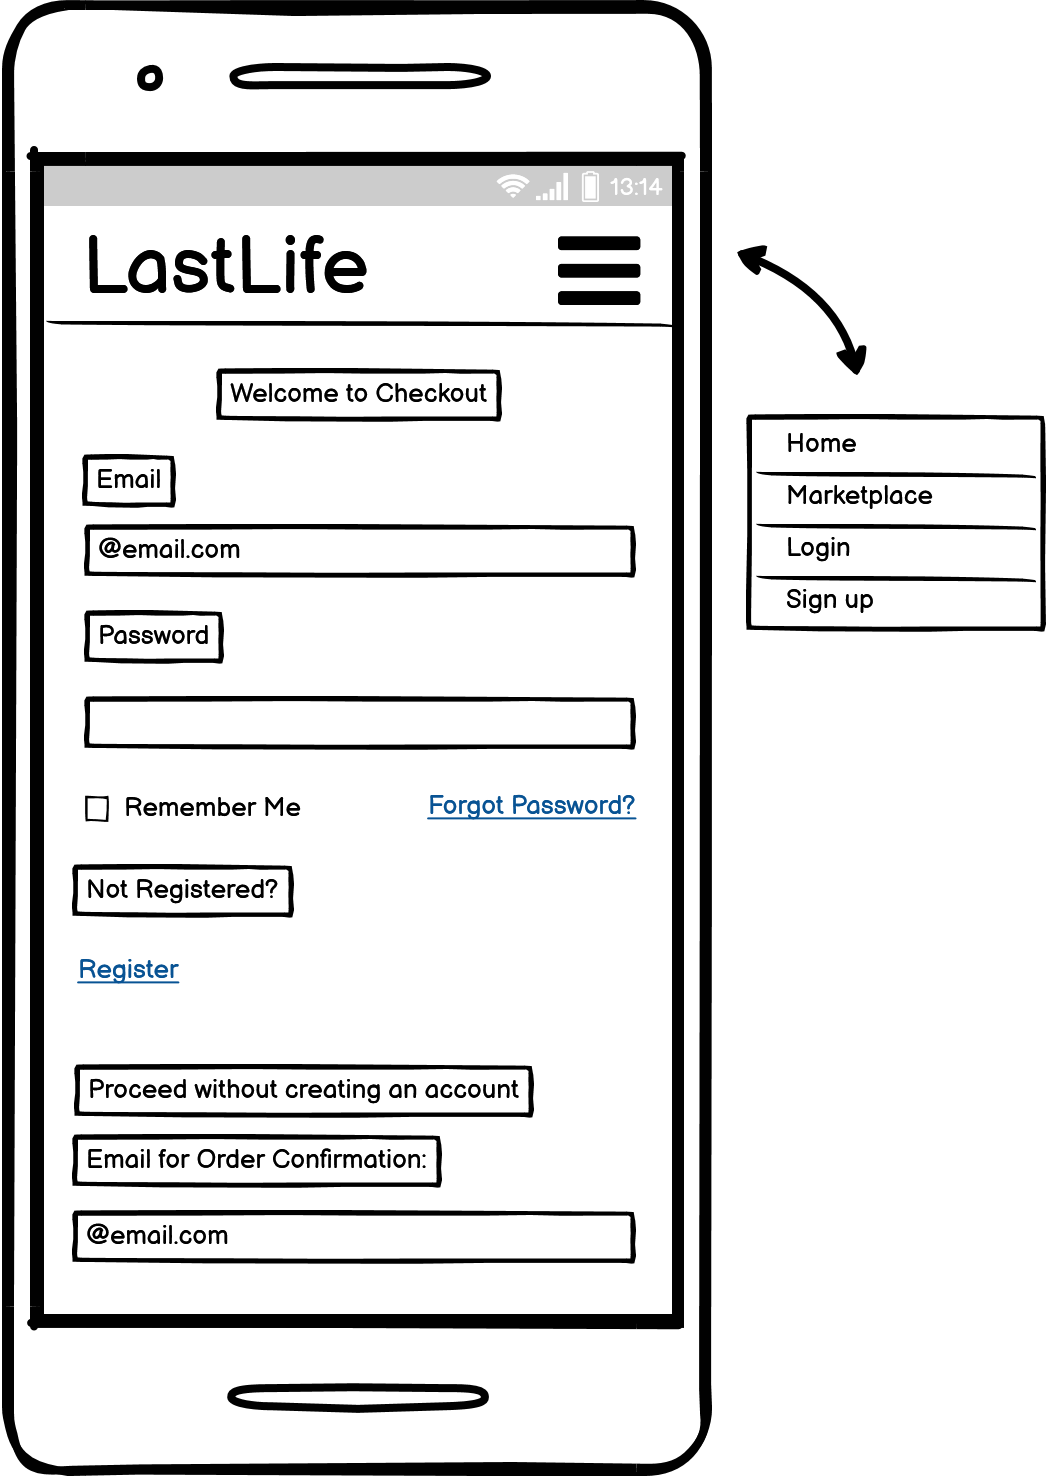 13:14
LastLife
Welcome to Checkout
Email
@email.com
Password
Remember Me
Forgot Password?
Not Registered?
Register
Proceed without creating an account
Email for Order Confirmation:
@email.com
Home
Marketplace
Login
Sign up